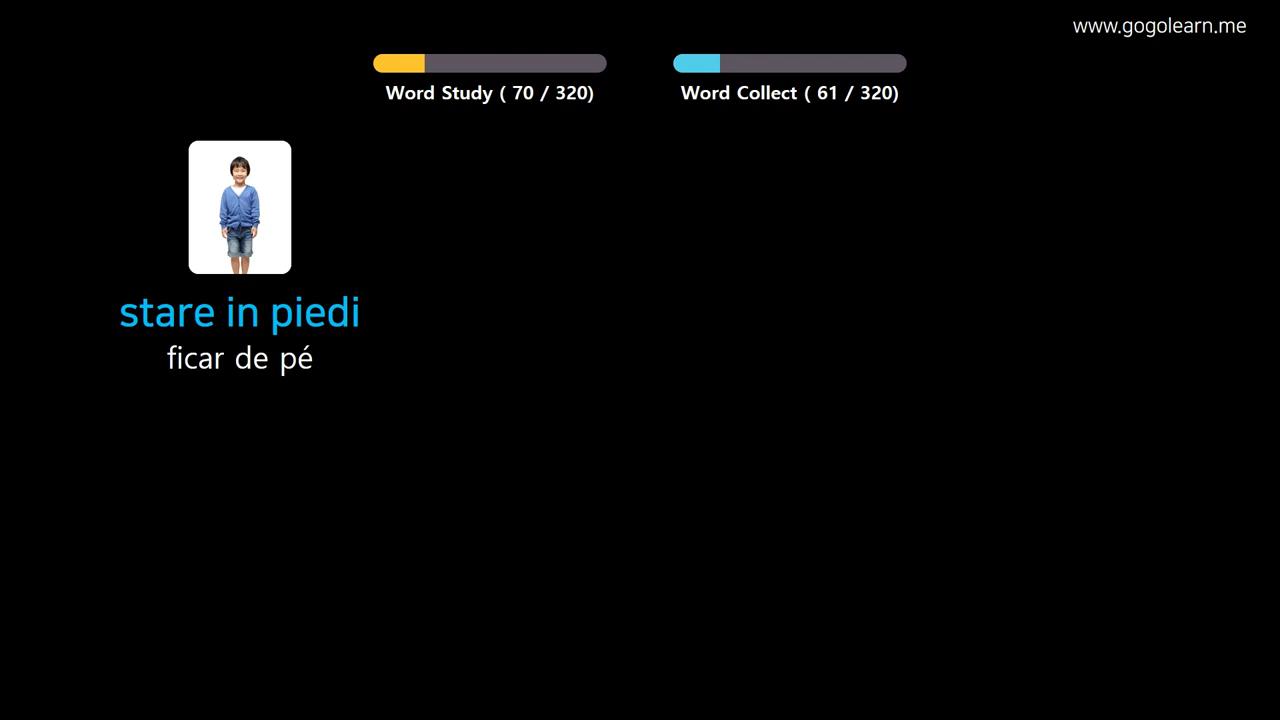 www.gogolearn.me
Word Study ( 70 / 320)
Word Collect ( 61 / 320)
stare in piedi
ficar de pé